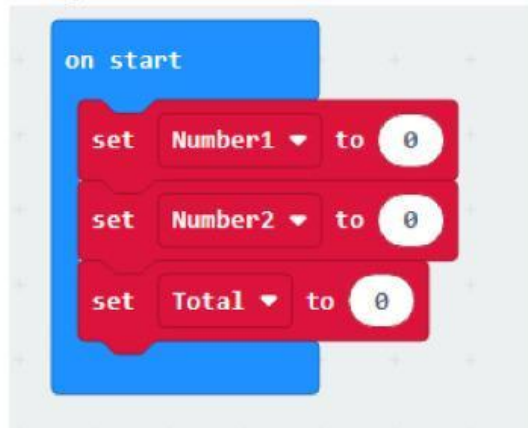 on start
set Number1 to 0
set Number2 to 0
set Total to 0